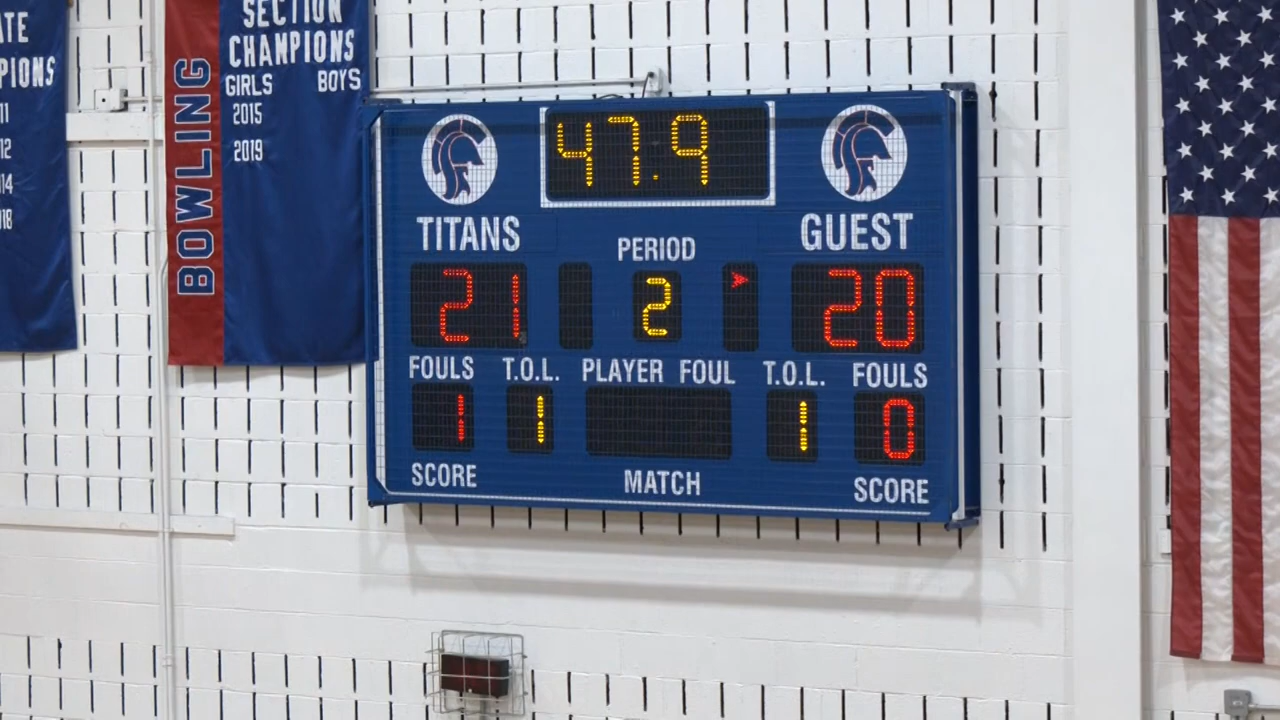 SECTION
CHAMPIONS
GIRLS BOYS
2015
2019
BOWLING
47.9
TITANS
GUEST
PERIOD
21
2
20
FOULS T.O.L. PLAYER FOUL T.O.L. FOULS
1 1 1 0
SCORE MATCH SCORE